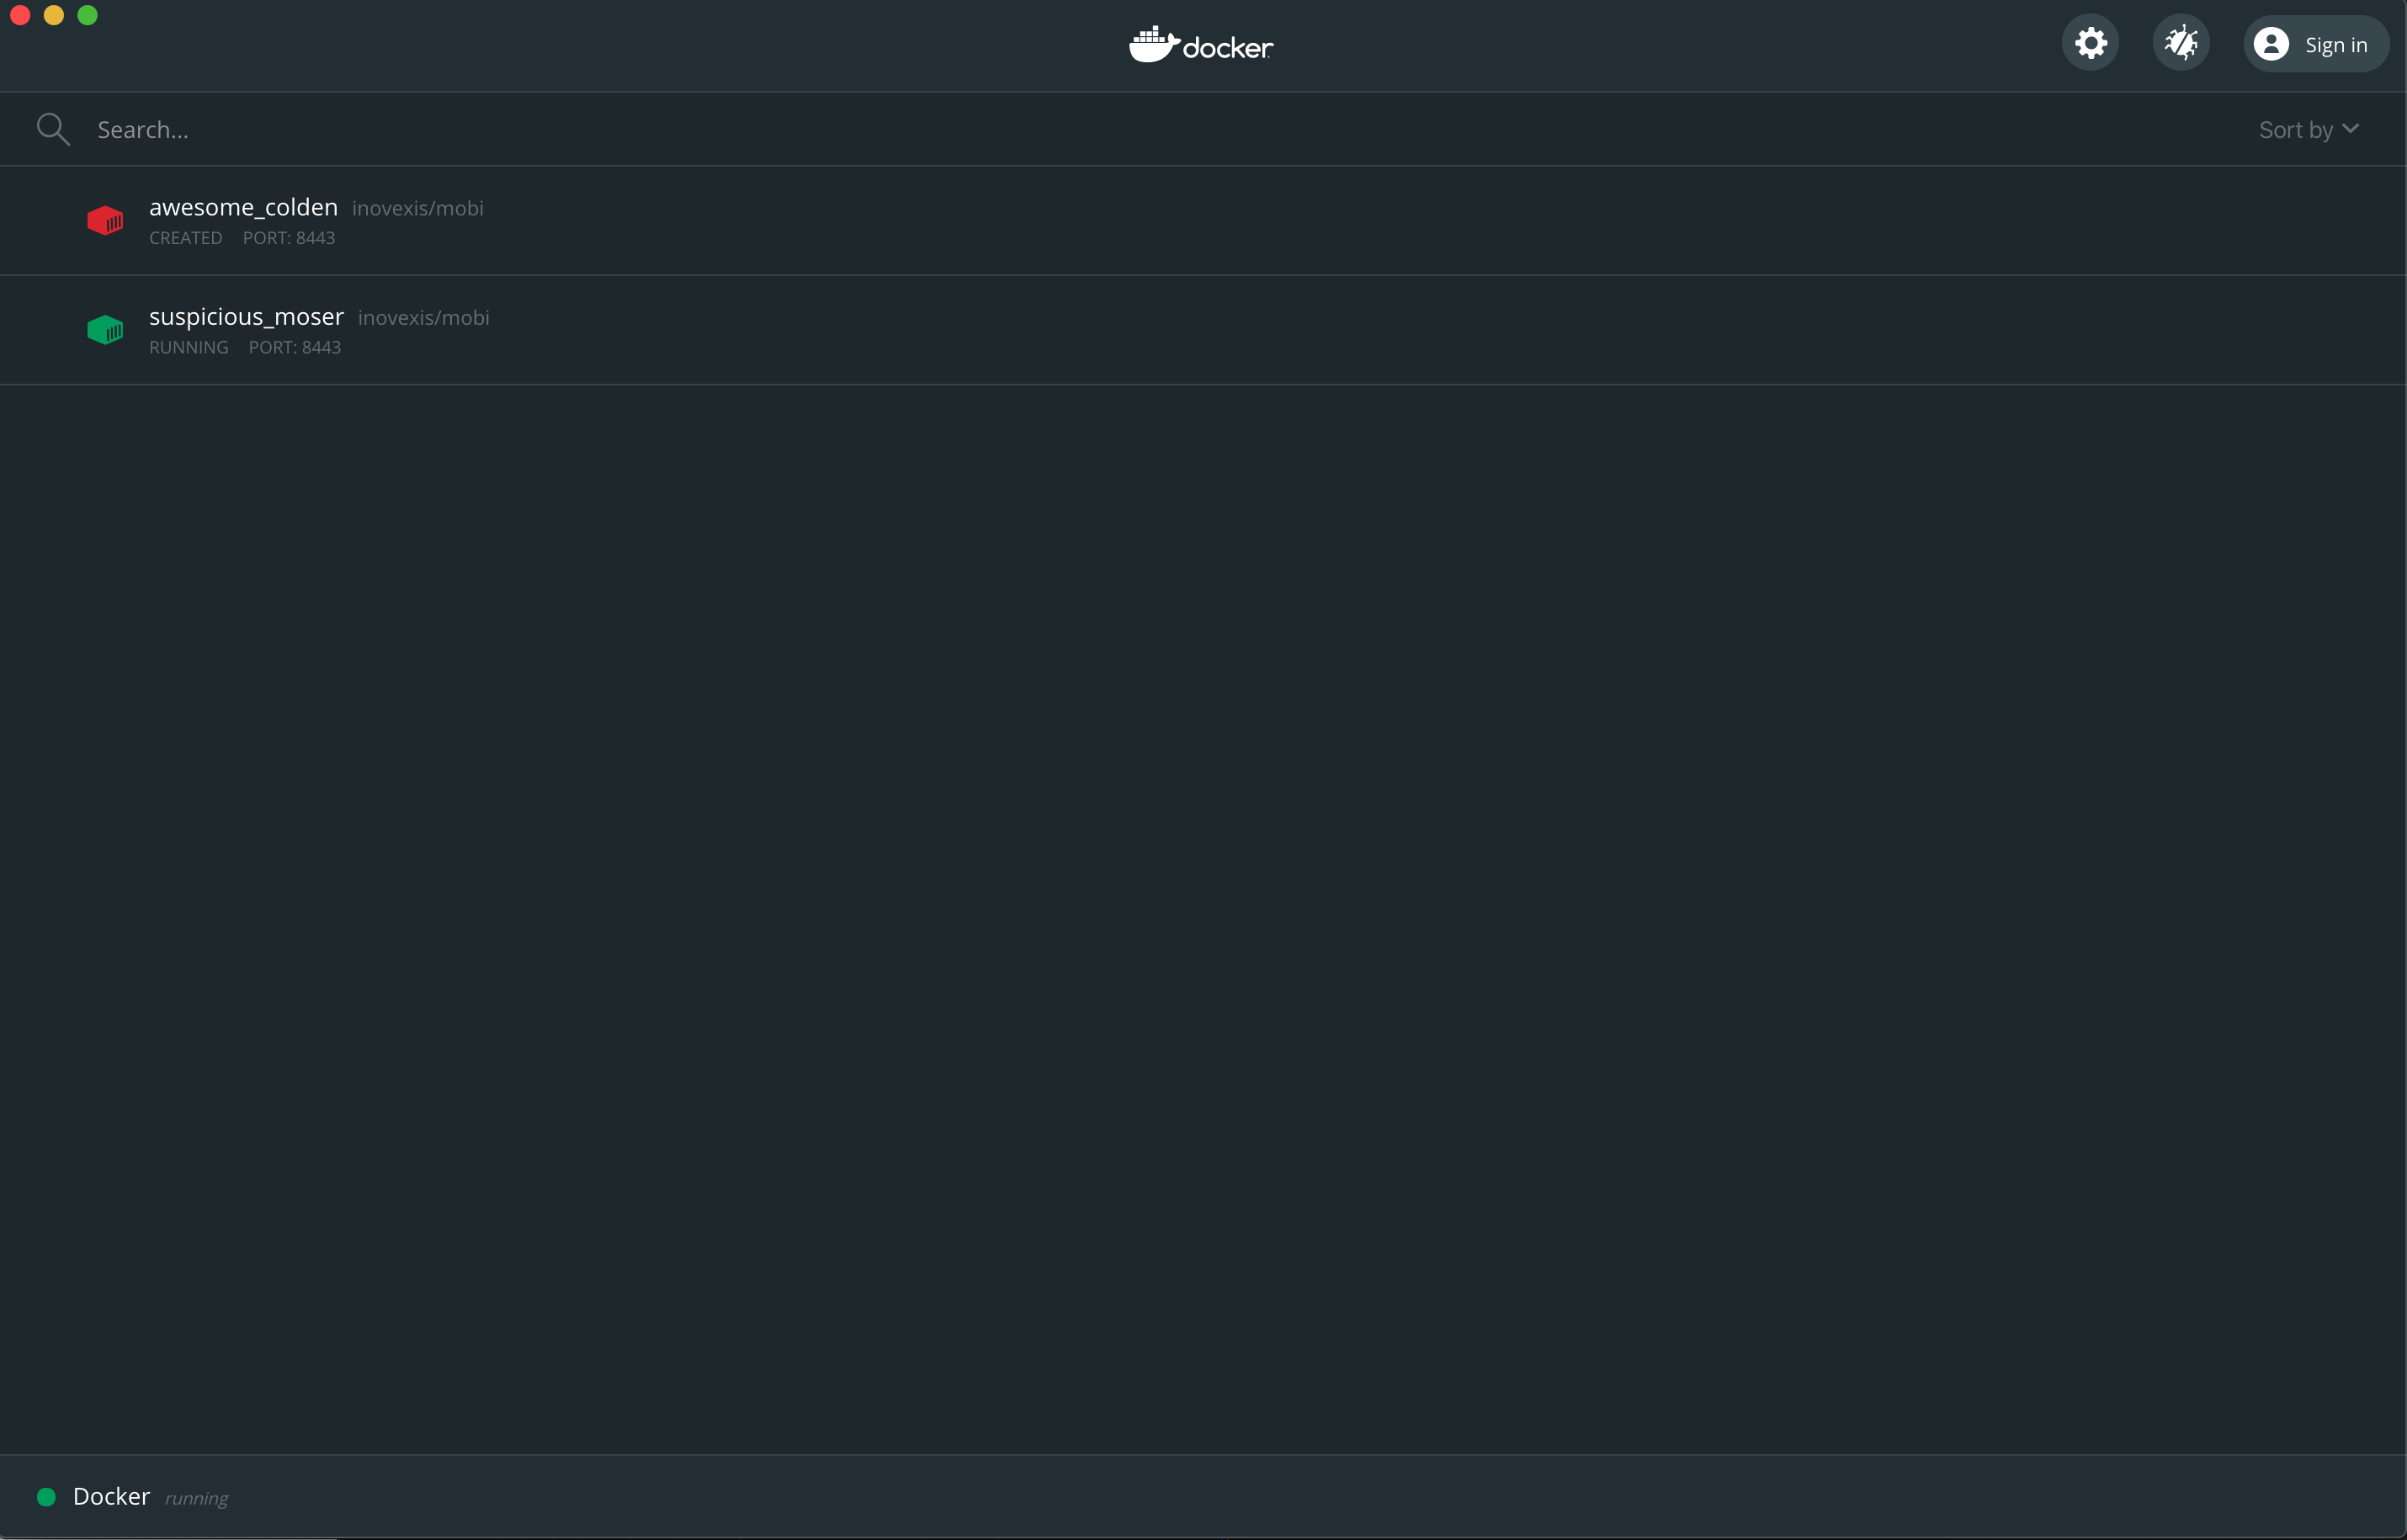 docker
Sign in
Search...
Sort by
awesome_colden inovexis/mobi
CREATED PORT: 8443
suspicious_moser inovexis/mobi
RUNNING PORT: 8443
Docker running